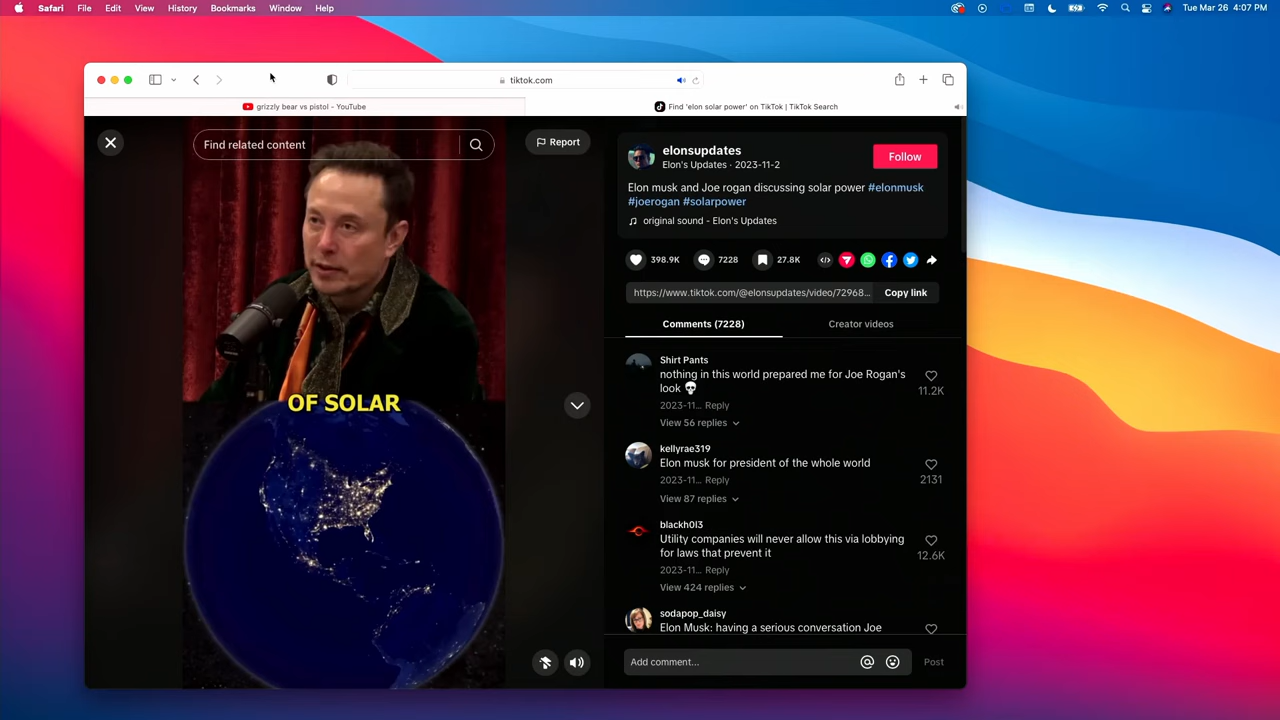 Safari File Edit View History Bookmarks Window Help
Tue Mar 26 4:07 PM
tiktok.com
grizzly bear vs pistol - YouTube
Find 'elon solar power' on TikTok | TikTok Search
Find related content
Report
OF SOLAR
elonsupdates
Elon's Updates · 2023-11-2
Follow
Elon musk and Joe rogan discussing solar power #elonmusk
#joerogan #solarpower
original sound - Elon's Updates
398.9K 7228 27.8K
https://www.tiktok.com/@elonsupdates/video/72968...
Copy link
Comments (7228)
Creator videos
Shirt Pants
nothing in this world prepared me for Joe Rogan's
look 💀
11.2K
2023-11... Reply
View 56 replies
kellyrae319
Elon musk for president of the whole world
2131
2023-11... Reply
View 87 replies
blackh0l3
Utility companies will never allow this via lobbying
for laws that prevent it
12.6K
2023-11... Reply
View 424 replies
sodapop_daisy
Elon Musk: having a serious conversation Joe
Add comment...
Post